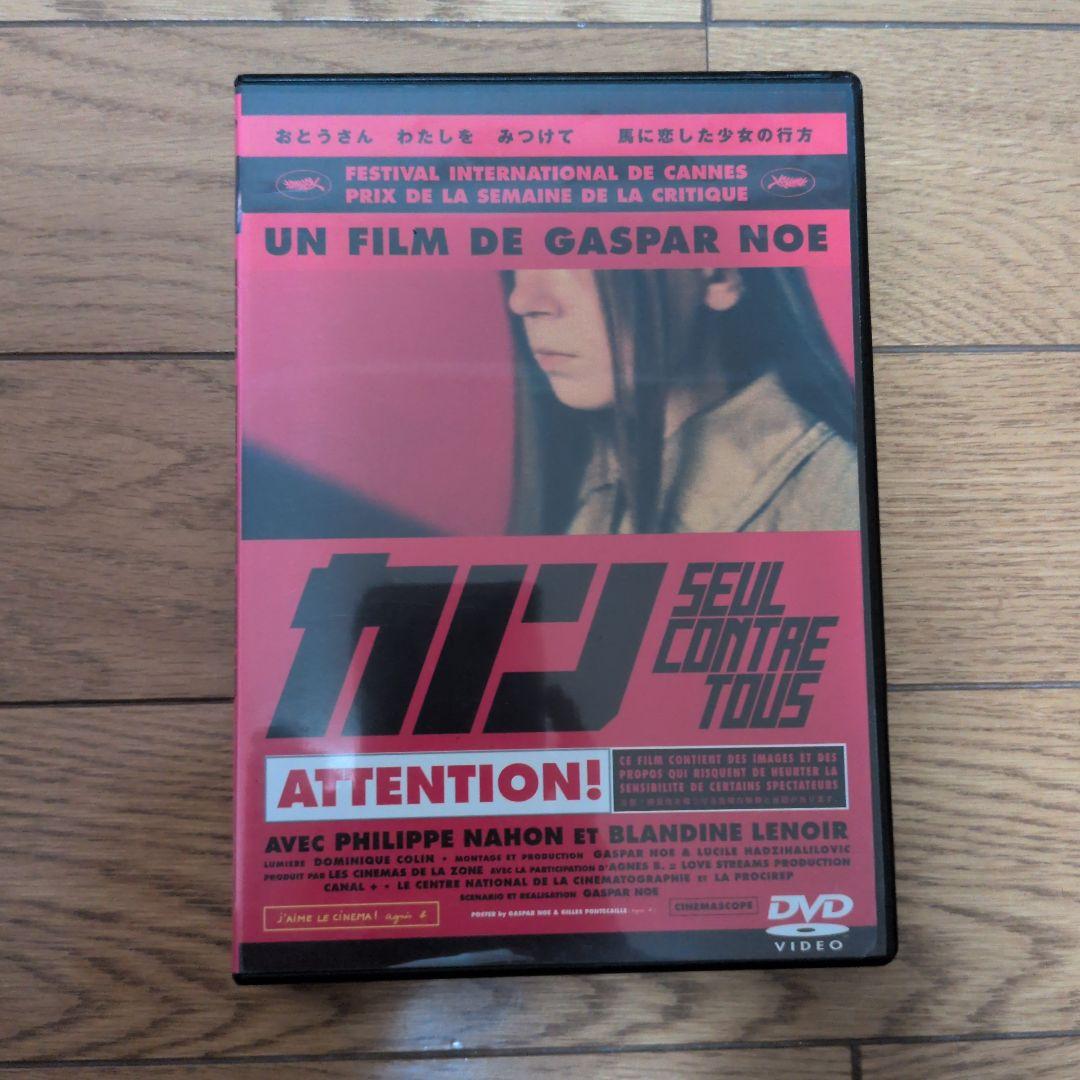 おとうさん わたしを みつけて 馬に恋した少女の行方
FESTIVAL INTERNATIONAL DE CANNES
PRIX DE LA SEMAINE DE LA CRITIQUE
UN FILM DE GASPAR NOE
カノン
SEUL
CONTRE
TOUS
ATTENTION!
CE FILM CONTIENT DES IMAGES ET DES
PROPOS QUI RISQUENT DE HEURTER LA
SENSIBILITE DE CERTAINS SPECTATEURS
AVEC PHILIPPE NAHON ET BLANDINE LENOIR
LUMIERE DOMINIQUE COLIN • MONTAGE ET PRODUCTION GASPAR NOE & LUCILE HADZIHALILOVIC
PRODUIT PAR LES CINEMAS DE LA ZONE AVEC LA PARTICIPATION D'AGNES B. LOVE STREAMS PRODUCTION
CANAL + • LE CENTRE NATIONAL DE LA CINEMATOGRAPHIE ET LA PROCIREP
SCENARIO ET REALISATION GASPAR NOE
J'AIME LE CINEMA! agnès b
POSTER by GASPAR NOE & GILLES PONTECAILLE
CINEMASCOPE
DVD
VIDEO